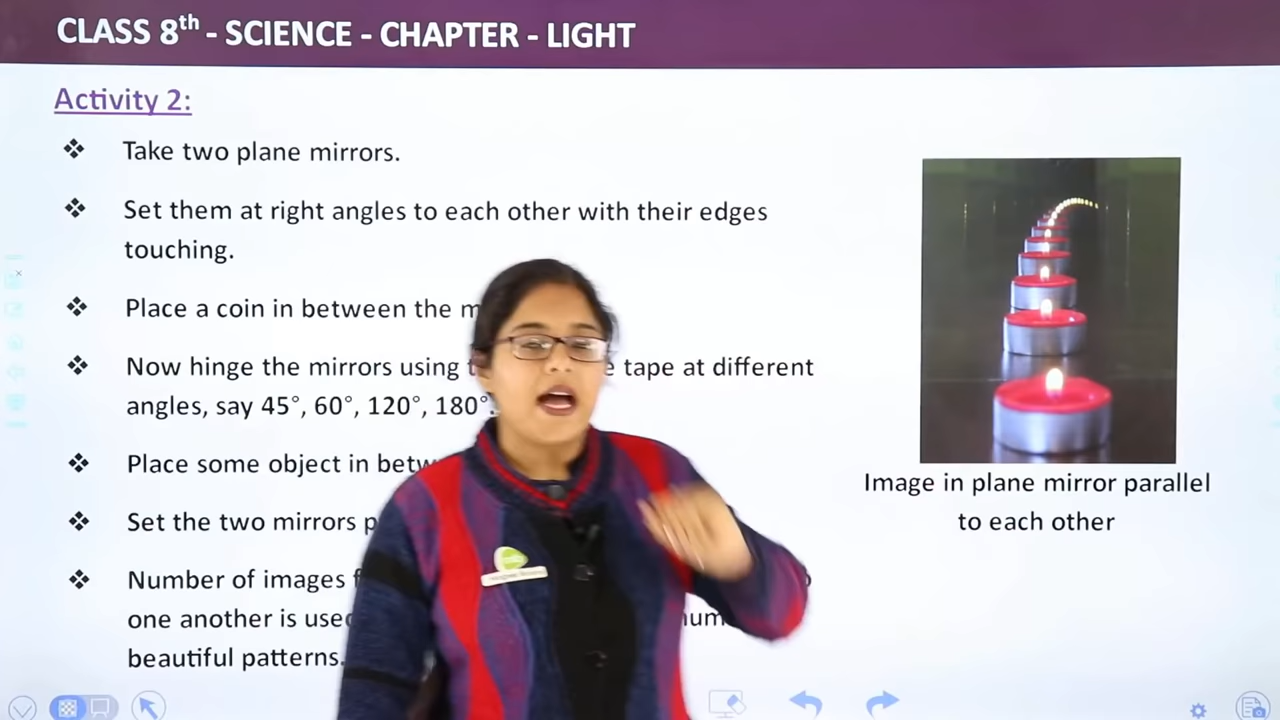 CLASS 8th - SCIENCE - CHAPTER - LIGHT
Activity 2:
❖ Take two plane mirrors.
❖ Set them at right angles to each other with their edges
touching.
❖ Place a coin in between the
❖ Now hinge the mirrors using tape at different
angles, say 45°, 60°, 120°, 180°.
❖ Place some object in
❖ Set the two mirrors
❖ Number of images
one another is
beautiful patterns.
Image in plane mirror parallel
to each other